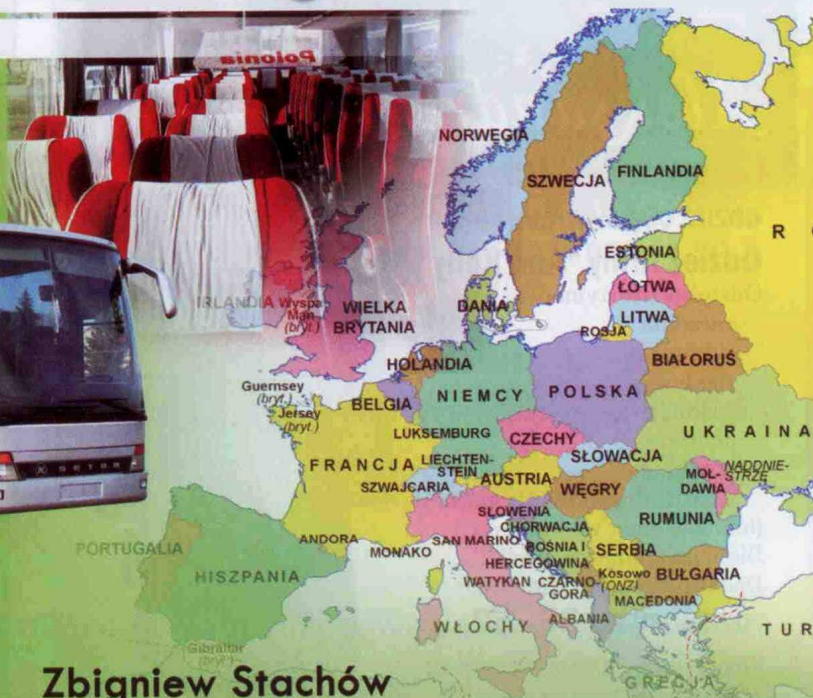 Polonia
NORWEGIA
SZWECJA
FINLANDIA
R
ESTONIA
ŁOTWA
LITWA
ROSJA
BIAŁORUŚ
DANIA
IRLANDIA
Wyspa
Man
(bryt.)
WIELKA
BRYTANIA
HOLANDIA
NIEMCY
POLSKA
Guernsey
(bryt.)
Jersey
(bryt.)
BELGIA
LUKSEMBURG
CZECHY
UKRAINA
FRANCJA
LIECHTEN-
STEIN
SŁOWACJA
SZWAJCARIA
AUSTRIA
WĘGRY
MOŁ-
DAWIA
NADDNIE-
STRZE
SETRA
SŁOWENIA
CHORWACJA
RUMUNIA
PORTUGALIA
HISZPANIA
ANDORA
MONAKO
SAN MARINO
BOŚNIA I
HERCEGOWINA
SERBIA
WATYKAN
CZARNO-
GÓRA
Kosowo
(ONZ)
BUŁGARIA
MACEDONIA
ALBANIA
WŁOCHY
TUR
Gibraltar
(bryt.)
GRECJA
Zbigniew Stachów